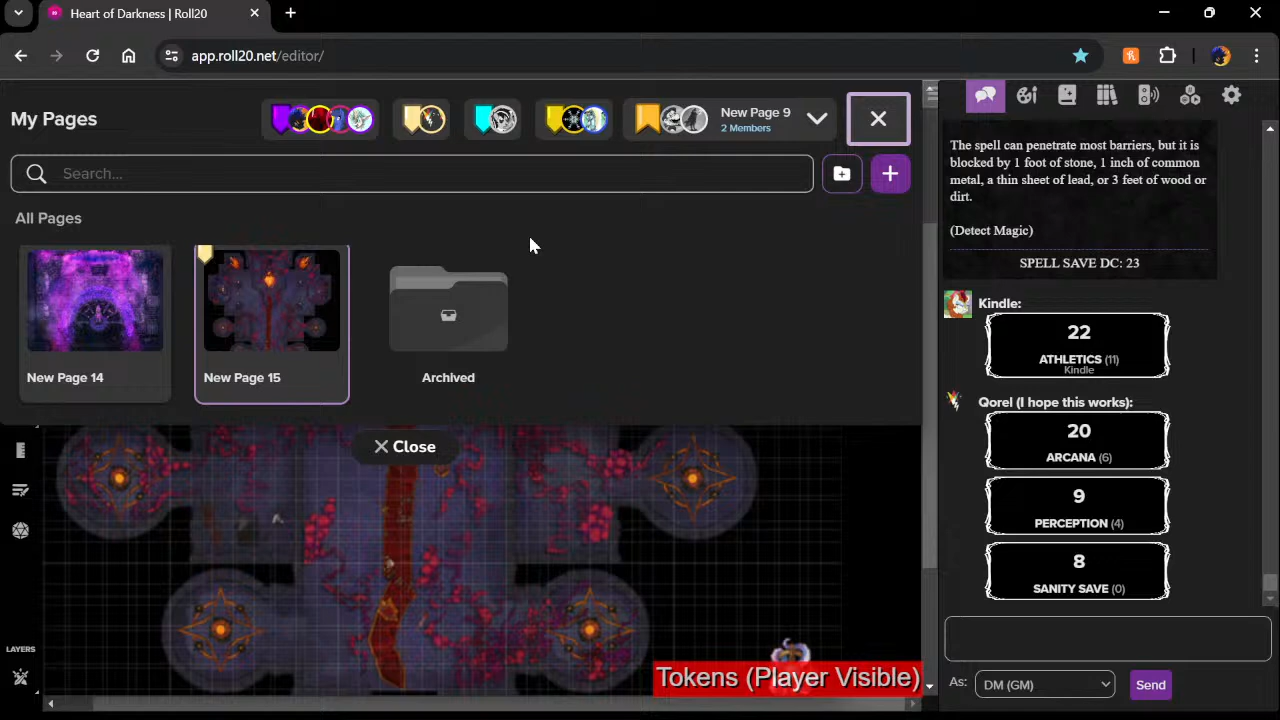 Heart of Darkness | Roll20
app.roll20.net/editor/
My Pages
New Page 9
2 Members
Search...
All Pages
New Page 14
New Page 15
Archived
Close
LAYERS
Tokens (Player Visible)
The spell can penetrate most barriers, but it is
blocked by 1 foot of stone, 1 inch of common
metal, a thin sheet of lead, or 3 feet of wood or
dirt.
(Detect Magic)
SPELL SAVE DC: 23
Kindle:
22
ATHLETICS (11)
Kindle
Qorel (I hope this works):
20
ARCANA (6)
9
PERCEPTION (4)
8
SANITY SAVE (0)
As:
DM (GM)
Send